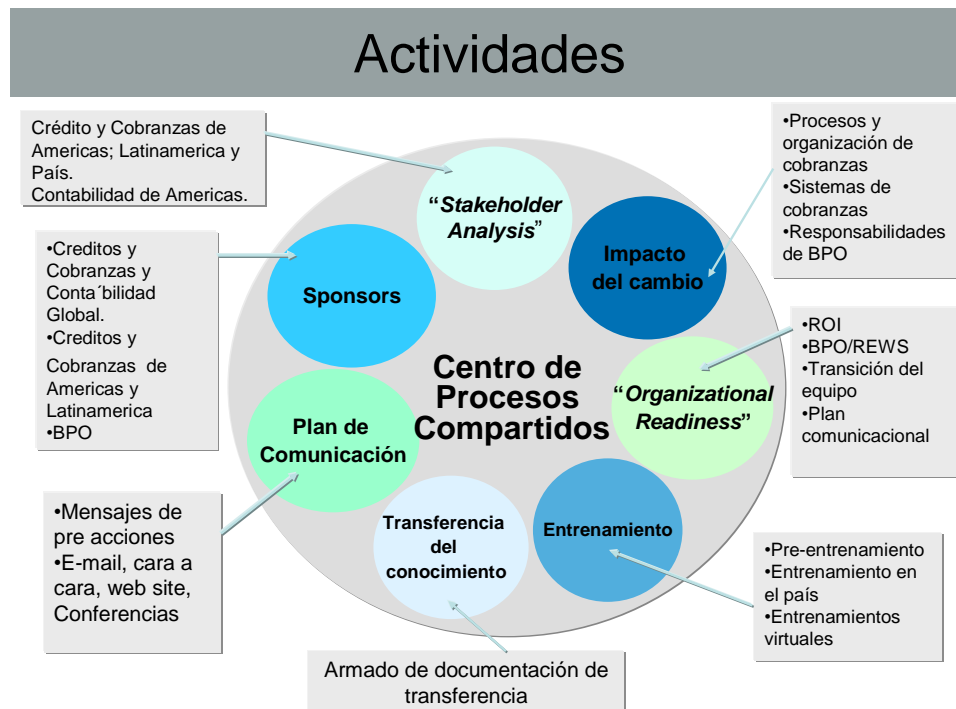 Actividades
Crédito y Cobranzas de
Americas; Latinamerica y
País.
Contabilidad de Americas.
•Creditos y
Cobranzas y
Conta´bilidad
Global.
•Creditos y
Cobranzas de
Americas y
Latinamerica
•BPO
•Mensajes de
pre acciones
•E-mail, cara a
cara, web site,
Conferencias
“Stakeholder
Analysis”
Sponsors
Impacto
del cambio
Centro de
Procesos
Compartidos
“Organizational
Readiness”
Plan de
Comunicación
Transferencia
del
conocimiento
Entrenamiento
•Procesos y
organización de
cobranzas
•Sistemas de
cobranzas
•Responsabilidades
de BPO
•ROI
•BPO/REWS
•Transición del
equipo
•Plan
comunicacional
•Pre-entrenamiento
•Entrenamiento en
el país
•Entrenamientos
virtuales
Armado de documentación de
transferencia